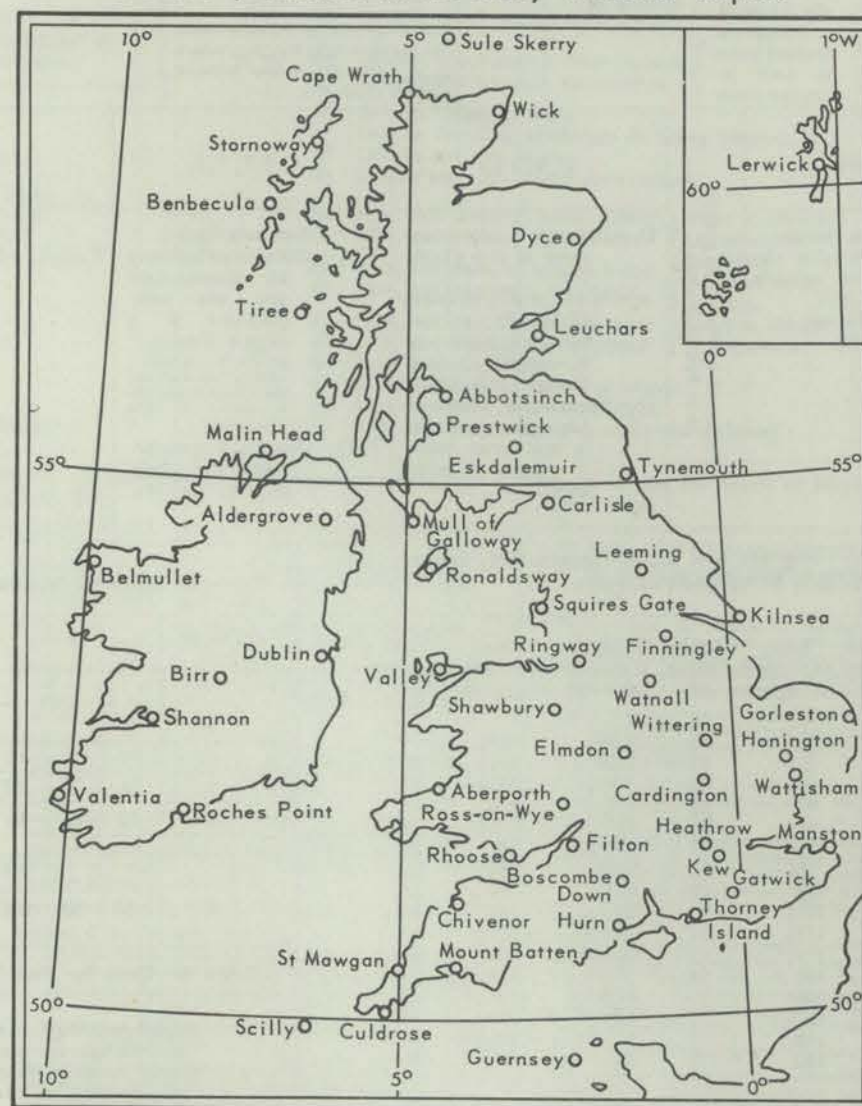 10°
5°
Sule Skerry
1°W
Cape Wrath
Wick
Stornoway
Lerwick
60°
Benbecula
Dyce
Tiree
Leuchars
0°
Abbotsinch
Malin Head
Prestwick
55°
Eskdalemuir
Tynemouth
55°
Aldergrove
Carlisle
Mull of
Galloway
Leeming
Belmullet
Ronaldsway
Squires Gate
Kilnsea
Dublin
Ringway
Finningley
Birr
Valley
Watnall
Shannon
Shawbury
Wittering
Gorleston
Elmdon
Honington
Valentia
Aberporth
Cardington
Wattisham
Roches Point
Ross-on-Wye
Heathrow
Manston
Rhoose
Filton
Kew
Boscombe
Down
Gatwick
Chivenor
Hurn
Thorney
Island
St Mawgan
Mount Batten
50°
50°
Scilly
Culdrose
Guernsey
10°
5°
0°